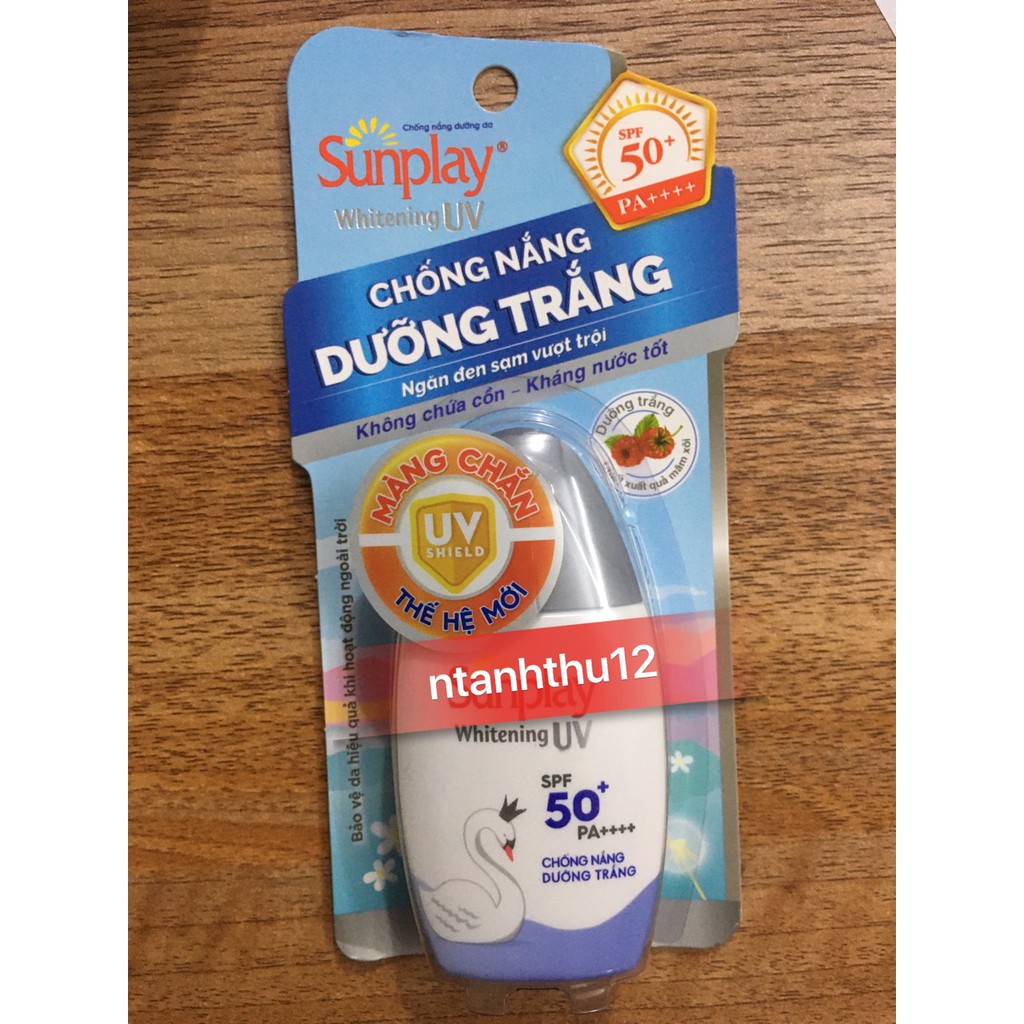 Chống nắng dưỡng da
Sunplay®
Whitening UV
SPF
50+
PA++++
CHỐNG NẮNG
DƯỠNG TRẮNG
Ngăn đen sạm vượt trội
Không chứa cồn - Kháng nước tốt
Dưỡng trắng
xuất quả mâm xôi
MÀNG CHẮN
UV
SHIELD
THẾ HỆ MỚI
Bảo vệ da hiệu quả khi hoạt động ngoài trời
ntanhthu12
Sunplay
Whitening UV
SPF
50+
PA++++
CHỐNG NẮNG
DƯỠNG TRẮNG